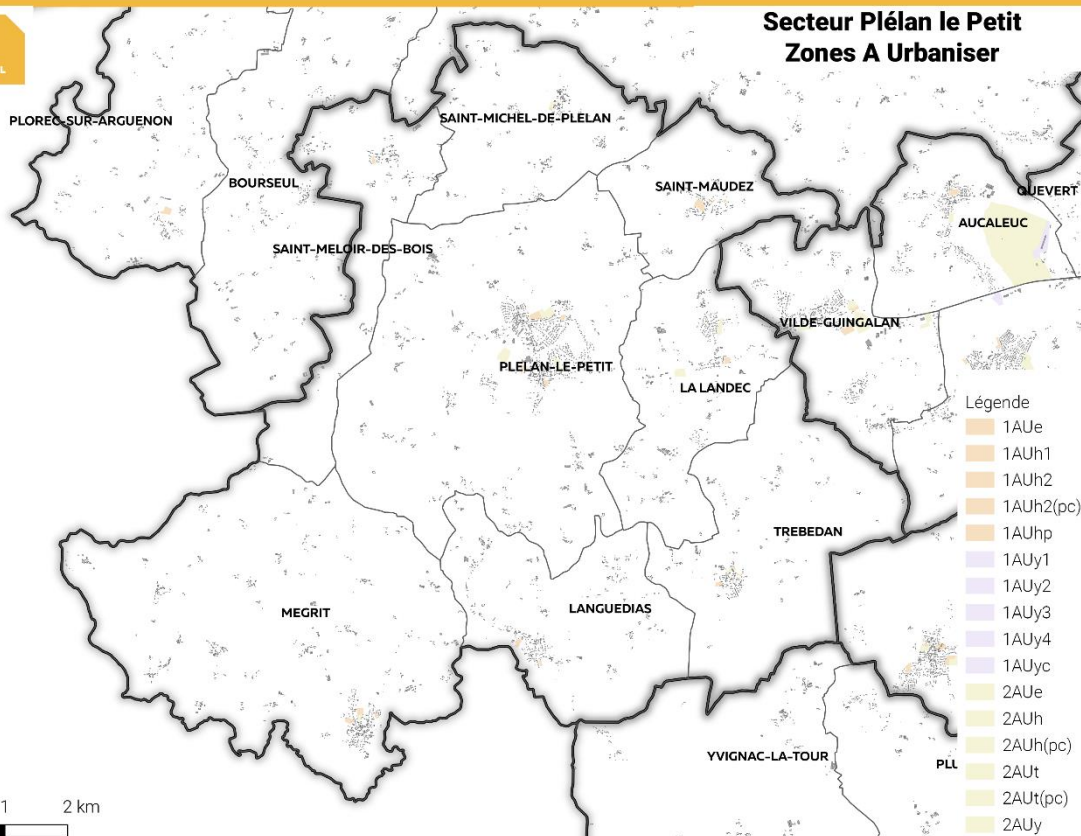 Secteur Plélan le Petit
Zones A Urbaniser
L
PLOREC-SUR-ARGUENON
SAINT-MICHEL-DE-PLELAN
BOURSEUL
SAINT-MAUDEZ
QUEVERT
AUCALEUC
SAINT-MELOIR-DES-BOIS
VILDE-GUINGALAN
PLELAN-LE-PETIT
LA LANDEC
TREBEDAN
MEGRIT
LANGUEDIAS
YVIGNAC-LA-TOUR
PLU
Légende
1AUe
1AUh1
1AUh2
1AUh2(pc)
1AUhp
1AUy1
1AUy2
1AUy3
1AUy4
1AUyc
2AUe
2AUh
2AUh(pc)
2AUt
2AUt(pc)
2AUy
1 2 km